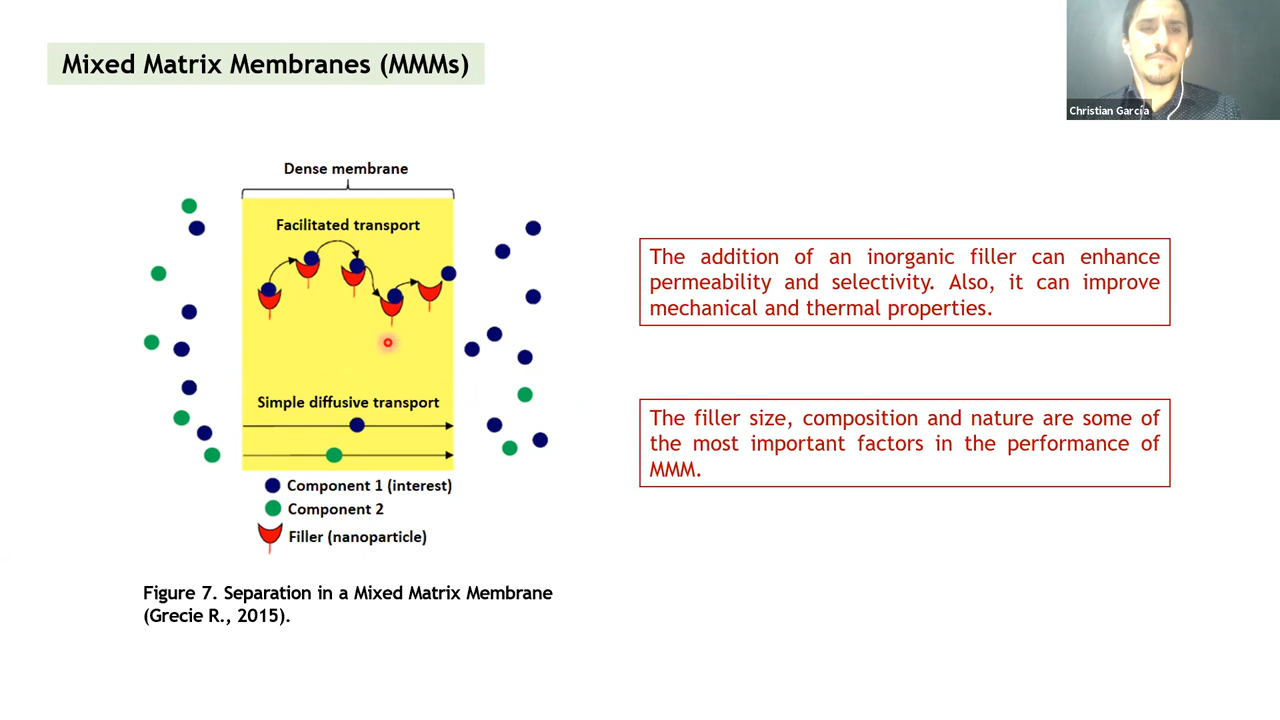 Mixed Matrix Membranes (MMMs)
Christian García
Dense membrane
Facilitated transport
Simple diffusive transport
Component 1 (interest)
Component 2
Filler (nanoparticle)
Figure 7. Separation in a Mixed Matrix Membrane
(Grecie R., 2015).
The addition of an inorganic filler can enhance
permeability and selectivity. Also, it can improve
mechanical and thermal properties.
The filler size, composition and nature are some of
the most important factors in the performance of
MMM.